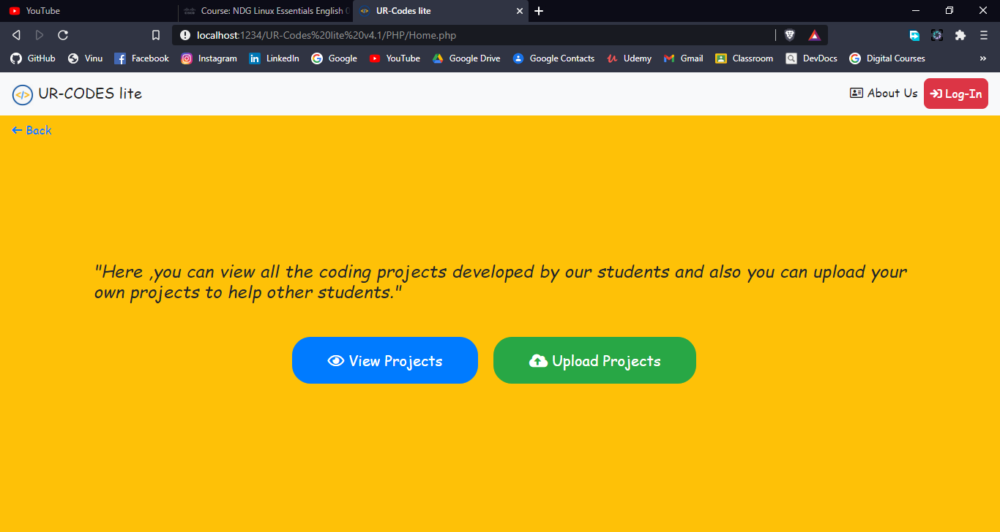 YouTube
Course: NDG Linux Essentials English
UR-Codes lite
localhost:1234/UR-Codes%20lite%20v4.1/PHP/Home.php
GitHub Vinu Facebook Instagram LinkedIn Google YouTube Google Drive Google Contacts Udemy Gmail Classroom DevDocs Digital Courses »
</> UR-CODES lite
About Us
Log-In
Back
"Here ,you can view all the coding projects developed by our students and also you can upload your
own projects to help other students."
View Projects
Upload Projects